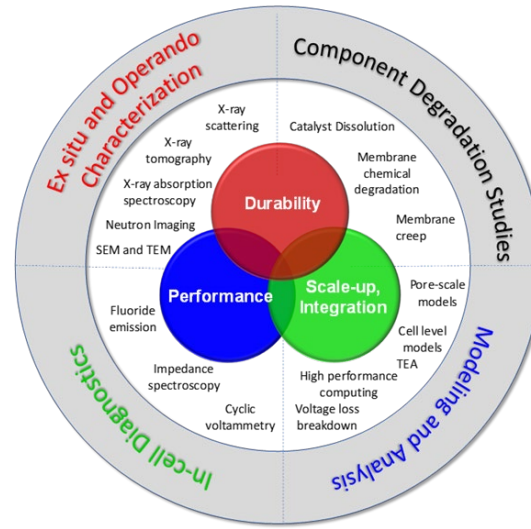 Ex situ and Operando
Characterization
Component Degradation Studies
X-ray
scattering
X-ray
tomography
X-ray absorption
spectroscopy
Neutron Imaging
SEM and TEM
Catalyst Dissolution
Membrane
chemical
degradation
Membrane
creep
Durability
Performance
Scale-up,
Integration
Fluoride
emission
Impedance
spectroscopy
Cyclic
voltammetry
Pore-scale
models
Cell level
models
TEA
High performance
computing
Voltage loss
breakdown
In-cell Diagnostics
Modeling and Analysis